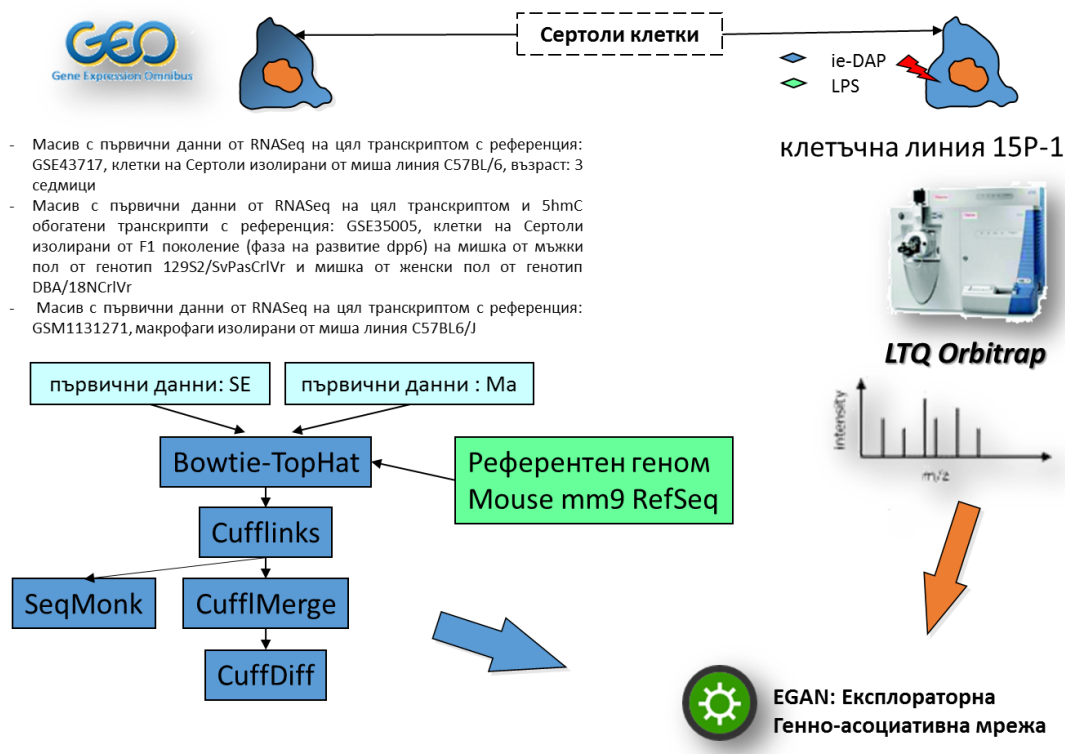 GEO
Gene Expression Omnibus
Сертоли клетки
ie-DAP
LPS
- Масив с първични данни от RNASeq на цял транскриптом с референция:
GSE43717, клетки на Сертоли изолирани от миша линия C57BL/6, възраст: 3
седмици
- Масив с първични данни от RNASeq на цял транскриптом и 5hmC
обогатени транскрипти с референция: GSE35005, клетки на Сертоли
изолирани от F1 поколение (фаза на развитие dpp6) на мишка от мъжки
пол от генотип 129S2/SvPasCrlVr и мишка от женски пол от генотип
DBA/18NCrlVr
- Масив с първични данни от RNASeq на цял транскриптом с референция:
GSM1131271, макрофаги изолирани от миша линия C57BL6/J
клетъчна линия 15P-1
LTQ Orbitrap
intensity
m/z
първични данни: SE
първични данни : Ma
Bowtie-TopHat
Референтен геном
Mouse mm9 RefSeq
Cufflinks
SeqMonk
CufflMerge
CuffDiff
EGAN: Експлораторна
Генно-асоциативна мрежа